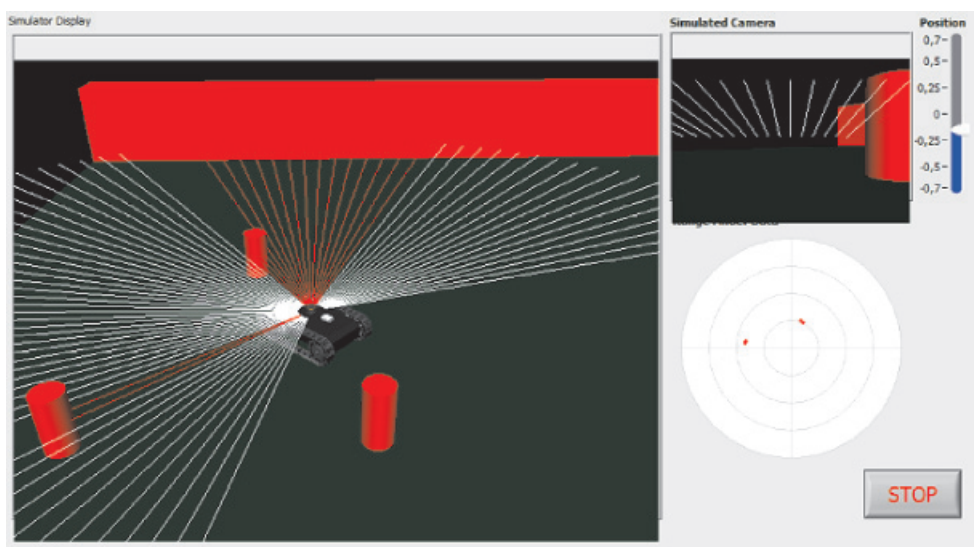 Simulator Display
Simulated Camera
Position
0,7-
0,5-
0,25-
0-
-0,25-
-0,5-
-0,7-
STOP